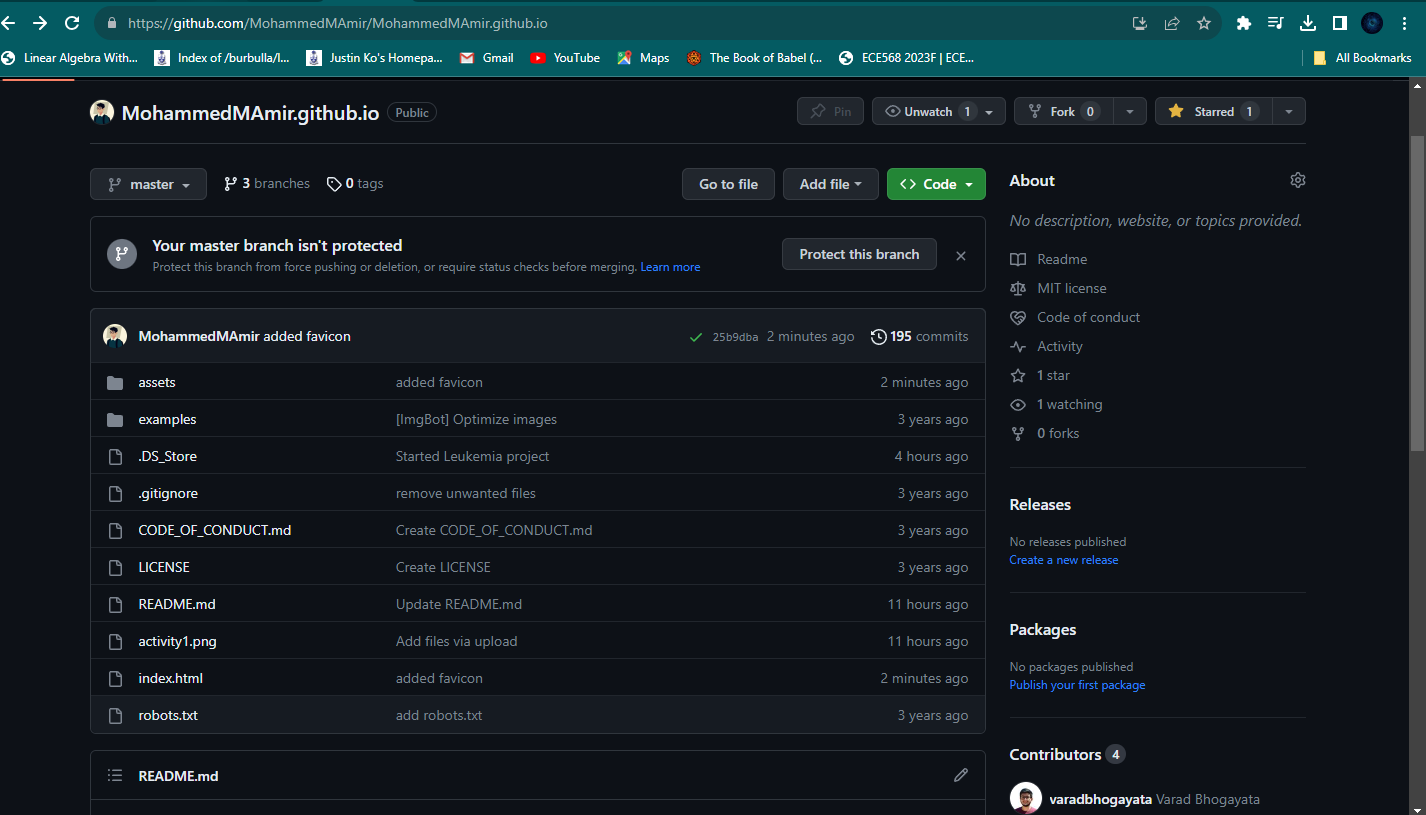 https://github.com/MohammedMAmir/MohammedMAmir.github.io
Linear Algebra With... Index of /burbulla/l... Justin Ko's Homepa... Gmail YouTube Maps The Book of Babel (... ECE568 2023F | ECE... All Bookmarks
MohammedMAmir.github.io Public Pin Unwatch 1 Fork 0 Starred 1
master 3 branches 0 tags Go to file Add file Code
Your master branch isn't protected
Protect this branch from force pushing or deletion, or require status checks before merging. Learn more
Protect this branch
MohammedMAmir added favicon 25b9dba 2 minutes ago 195 commits
assets added favicon 2 minutes ago
examples [ImgBot] Optimize images 3 years ago
.DS_Store Started Leukemia project 4 hours ago
.gitignore remove unwanted files 3 years ago
CODE_OF_CONDUCT.md Create CODE_OF_CONDUCT.md 3 years ago
LICENSE Create LICENSE 3 years ago
README.md Update README.md 11 hours ago
activity1.png Add files via upload 11 hours ago
index.html added favicon 2 minutes ago
robots.txt add robots.txt 3 years ago
README.md
About
No description, website, or topics provided.
Readme
MIT license
Code of conduct
Activity
1 star
1 watching
0 forks
Releases
No releases published
Create a new release
Packages
No packages published
Publish your first package
Contributors 4
varadbhogayata Varad Bhogayata